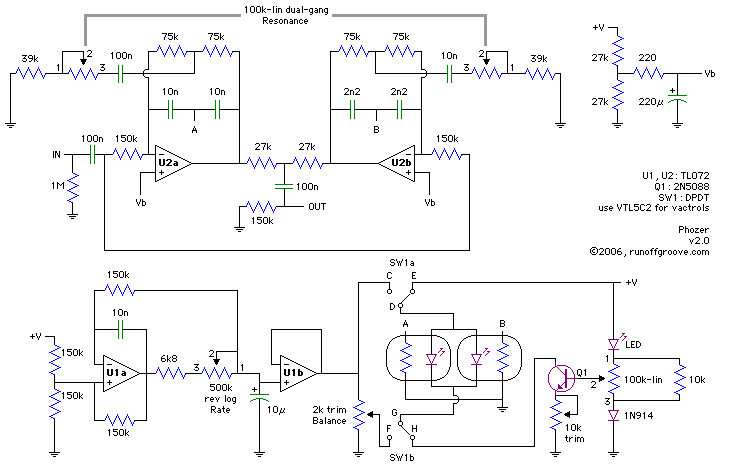 100k-lin dual-gang
Resonance
75k 75k 75k 75k
39k 2 3 100n 10n 3 2 1 39k
1
10n 10n 2n2 2n2
A B
+V
27k 220 Vb
27k + 220µ
IN 100n 150k − + U2a 27k 27k − + U2b 150k
1M Vb 100n Vb
150k OUT
U1, U2: TL072
Q1: 2N5088
SW1: DPDT
use VTL5C2 for vactrols
Phozer
v2.0
©2006, runoffgroove.com
150k
10n
+V
150k − + U1a 6k8 2 3 1 − + U1b
150k 500k
rev log
Rate
150k + 10µ
2k trim
Balance
SW1a
C E
D
+V
A B
G
F H
SW1b
LED
Q1 2 1 100k-lin 10k
3
10k
trim
1N914